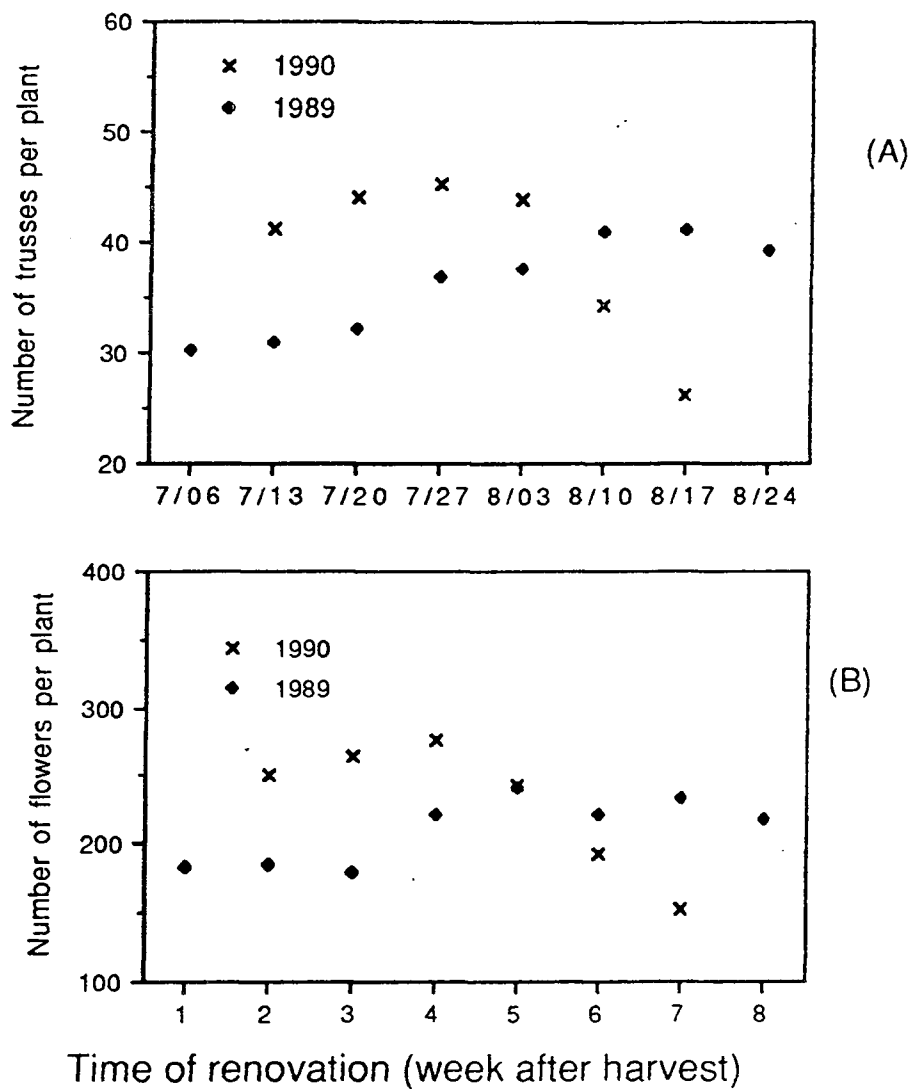 60
50
40
30
20
Number of trusses per plant
1990
1989
(A)
7/06 7/13 7/20 7/27 8/03 8/10 8/17 8/24
400
300
200
100
Number of flowers per plant
1990
1989
(B)
1 2 3 4 5 6 7 8
Time of renovation (week after harvest)